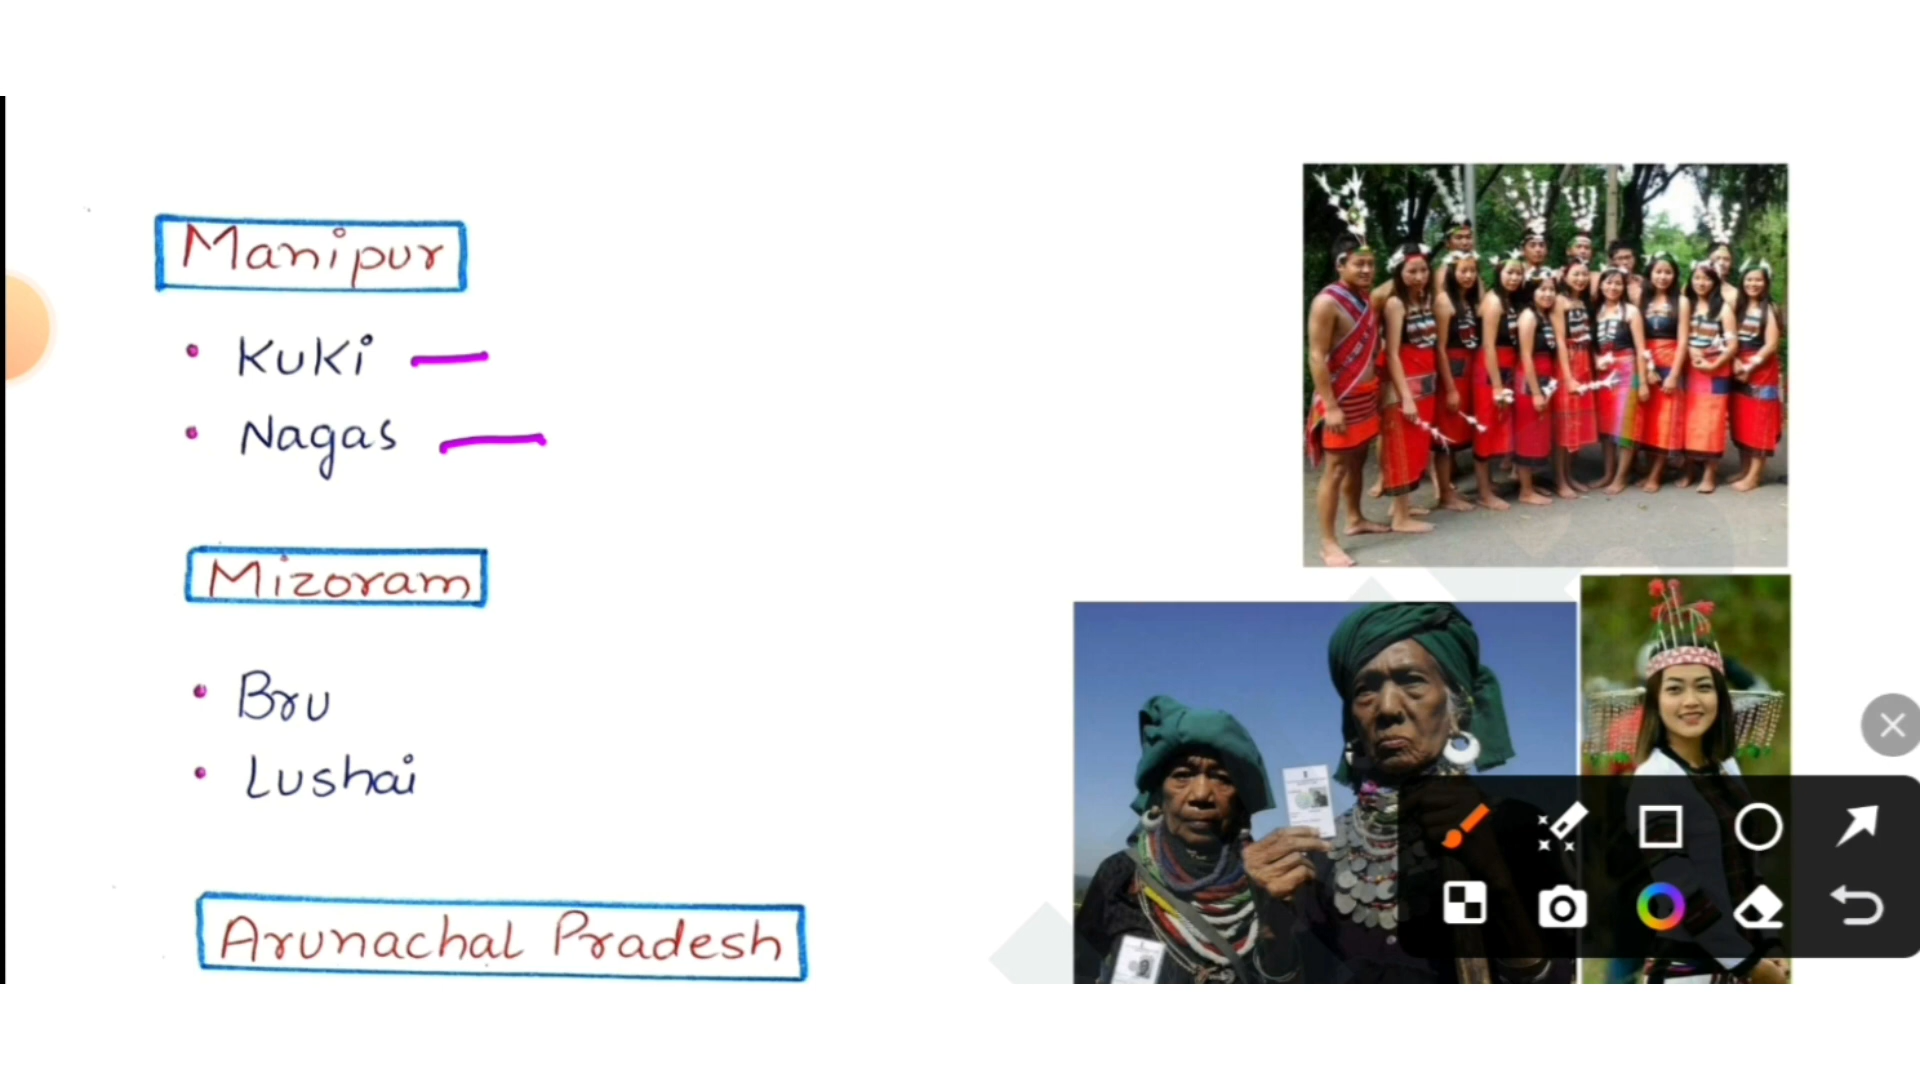 Manipur
• Kuki
• Nagas
Mizoram
• Bru
• Lushai
Arunachal Pradesh